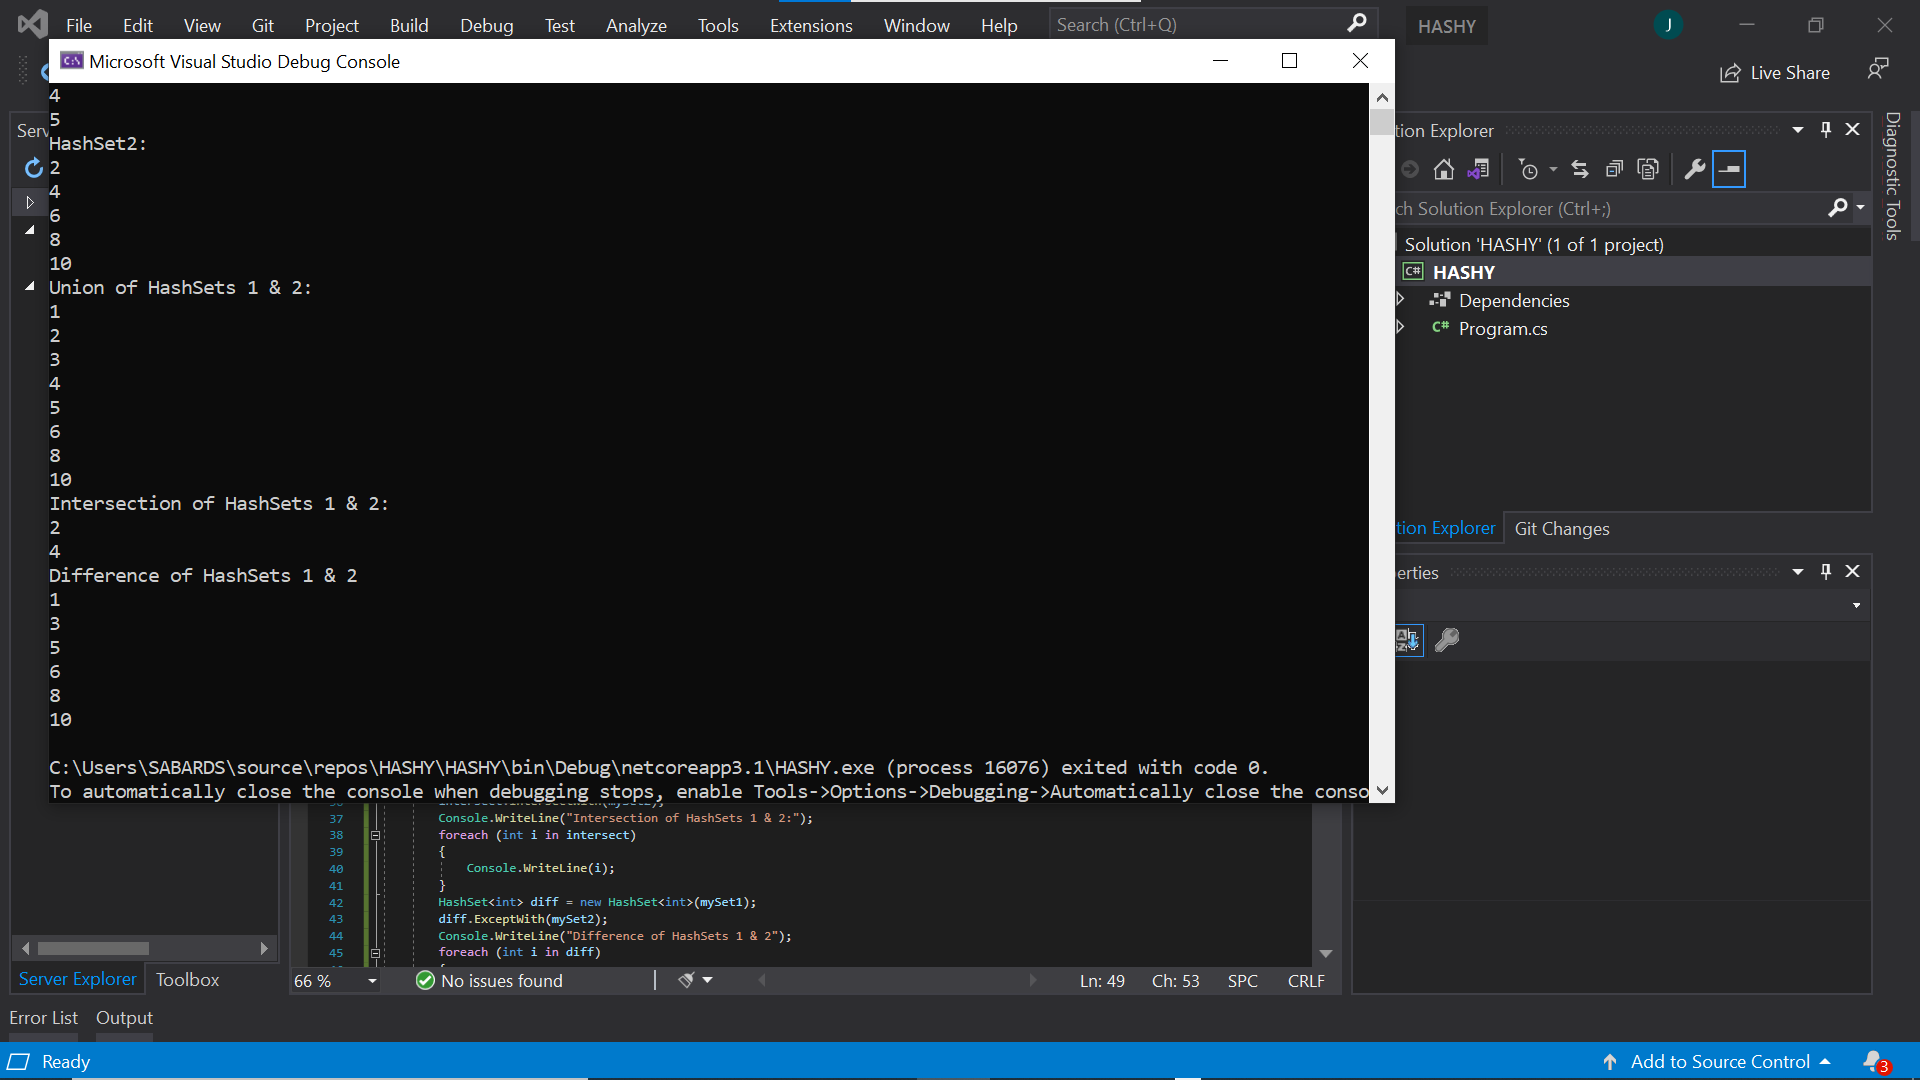 File Edit View Git Project Build Debug Test Analyze Tools Extensions Window Help Search (Ctrl+Q) HASHY J
Live Share
Microsoft Visual Studio Debug Console
4
5
HashSet2:
2
4
6
8
10
Union of HashSets 1 & 2:
1
2
3
4
5
6
8
10
Intersection of HashSets 1 & 2:
2
4
Difference of HashSets 1 & 2
1
3
5
6
8
10
C:\Users\SABARDS\source\repos\HASHY\HASHY\bin\Debug\netcoreapp3.1\HASHY.exe (process 16076) exited with code 0.
To automatically close the console when debugging stops, enable Tools->Options->Debugging->Automatically close the conso
Serv
tion Explorer
ch Solution Explorer (Ctrl+;)
Solution 'HASHY' (1 of 1 project)
C# HASHY
Dependencies
C# Program.cs
tion Explorer Git Changes
erties
Diagnostic Tools
37 Console.WriteLine("Intersection of HashSets 1 & 2:");
38 foreach (int i in intersect)
39 {
40 Console.WriteLine(i);
41 }
42 HashSet<int> diff = new HashSet<int>(mySet1);
43 diff.ExceptWith(mySet2);
44 Console.WriteLine("Difference of HashSets 1 & 2");
45 foreach (int i in diff)
66 % No issues found Ln: 49 Ch: 53 SPC CRLF
Server Explorer Toolbox
Error List Output
Ready Add to Source Control 3